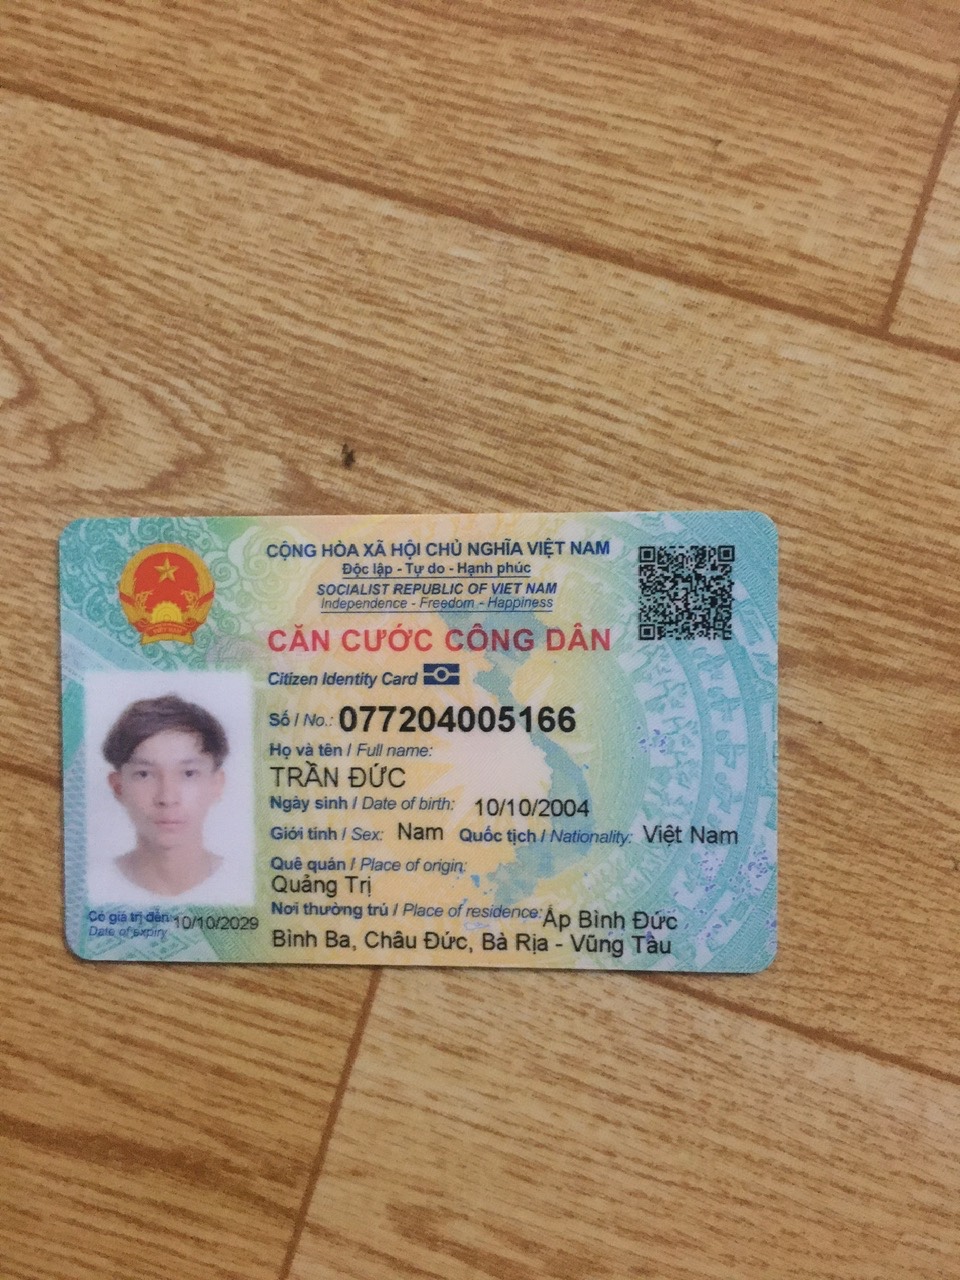 CỘNG HÒA XÃ HỘI CHỦ NGHĨA VIỆT NAM
Độc lập - Tự do - Hạnh phúc
SOCIALIST REPUBLIC OF VIET NAM
Independence - Freedom - Happiness
CĂN CƯỚC CÔNG DÂN
Citizen Identity Card
Số / No.: 077204005166
Họ và tên / Full name:
TRẦN ĐỨC
Ngày sinh / Date of birth: 10/10/2004
Giới tính / Sex: Nam Quốc tịch / Nationality: Việt Nam
Quê quán / Place of origin:
Quảng Trị
Nơi thường trú / Place of residence: Ấp Bình Đức
Bình Ba, Châu Đức, Bà Rịa - Vũng Tàu
Có giá trị đến: 10/10/2029
Date of expiry